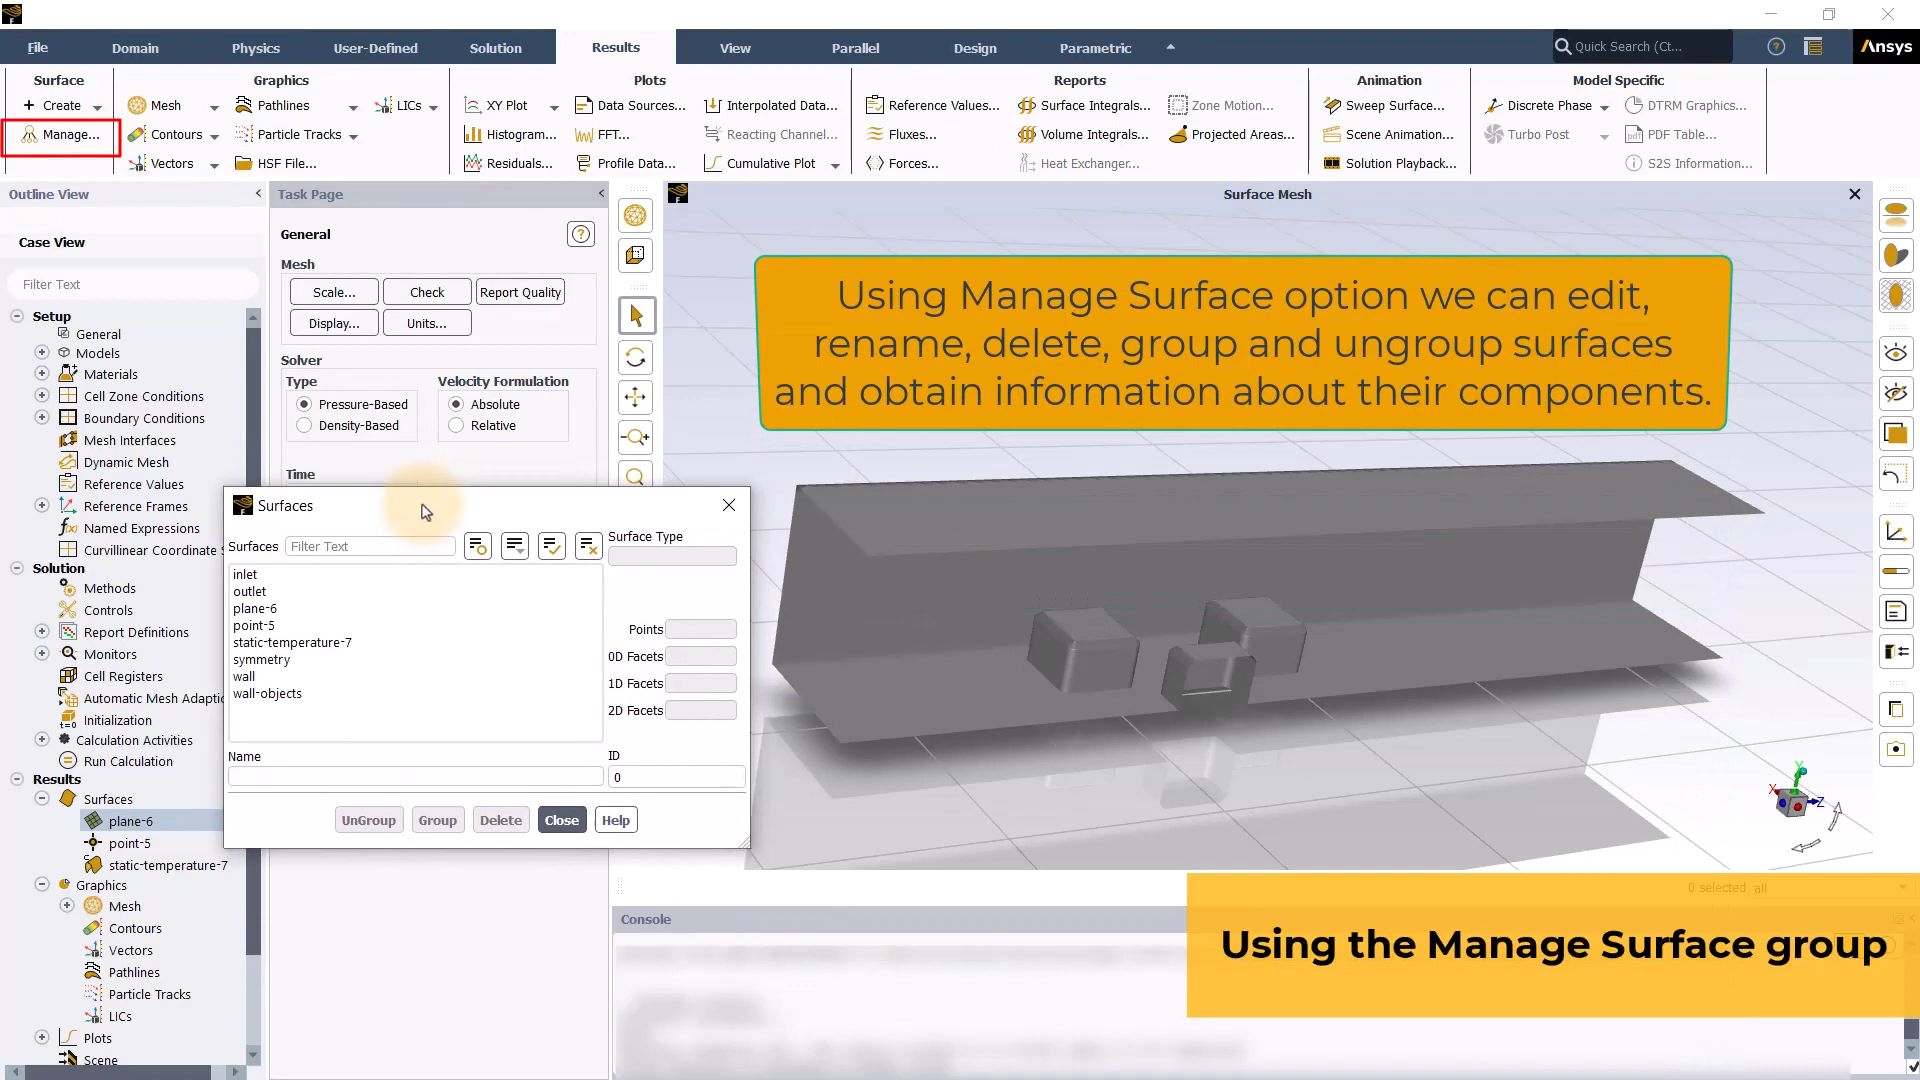 File
Domain
Physics
User-Defined
Solution
Results
View
Parallel
Design
Parametric
Quick Search (Ct...
Ansys
Surface
Create
Manage...
Graphics
Mesh
Contours
Vectors
Pathlines
Particle Tracks
HSF File...
LICs
Plots
XY Plot
Histogram...
Residuals...
Data Sources...
FFT...
Profile Data...
Interpolated Data...
Reacting Channel...
Cumulative Plot
Reports
Reference Values...
Fluxes...
Forces...
Surface Integrals...
Volume Integrals...
Heat Exchanger...
Zone Motion...
Projected Areas...
Animation
Sweep Surface...
Scene Animation...
Solution Playback...
Model Specific
Discrete Phase
Turbo Post
DTRM Graphics...
PDF Table...
S2S Information...
Outline View
Case View
Filter Text
Setup
General
Models
Materials
Cell Zone Conditions
Boundary Conditions
Mesh Interfaces
Dynamic Mesh
Reference Values
Reference Frames
Named Expressions
Curvillinear Coordinate S
Solution
Methods
Controls
Report Definitions
Monitors
Cell Registers
Automatic Mesh Adaptic
Initialization
Calculation Activities
Run Calculation
Results
Surfaces
plane-6
point-5
static-temperature-7
Graphics
Mesh
Contours
Vectors
Pathlines
Particle Tracks
LICs
Plots
Scene
Task Page
General
Mesh
Scale...
Check
Report Quality
Display...
Units...
Solver
Type
Pressure-Based
Density-Based
Velocity Formulation
Absolute
Relative
Time
Surfaces
Surfaces
Filter Text
Surface Type
inlet
outlet
plane-6
point-5
static-temperature-7
symmetry
wall
wall-objects
Points
0D Facets
1D Facets
2D Facets
Name
ID
0
UnGroup
Group
Delete
Close
Help
Surface Mesh
Using Manage Surface option we can edit,
rename, delete, group and ungroup surfaces
and obtain information about their components.
Y
X
Z
0 selected all
Console
Using the Manage Surface group